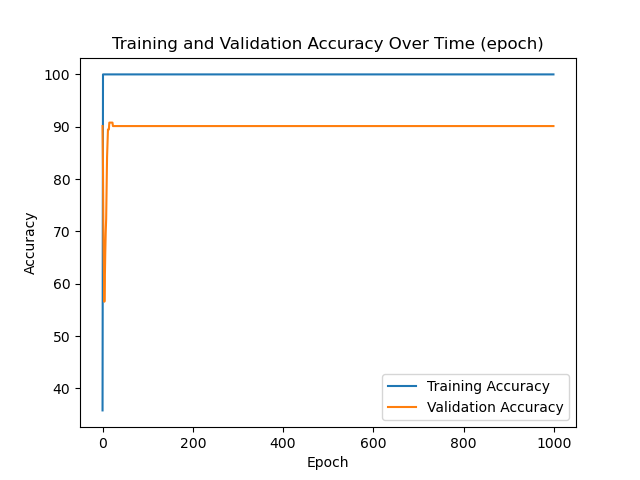 Training and Validation Accuracy Over Time (epoch)
100
90
80
70
60
50
40
Accuracy
0 200 400 600 800 1000
Epoch
Training Accuracy
Validation Accuracy